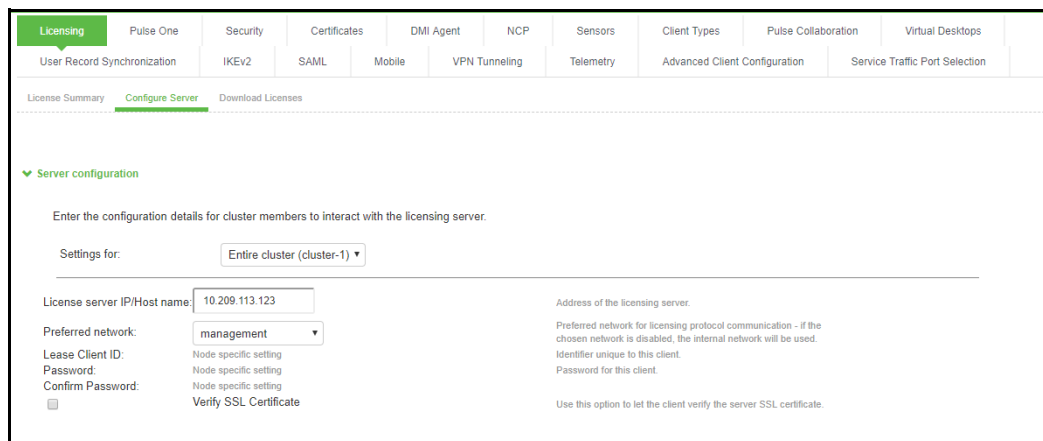 Licensing Pulse One Security Certificates DMI Agent NCP Sensors Client Types Pulse Collaboration Virtual Desktops
User Record Synchronization IKEv2 SAML Mobile VPN Tunneling Telemetry Advanced Client Configuration Service Traffic Port Selection
License Summary Configure Server Download Licenses
Server configuration
Enter the configuration details for cluster members to interact with the licensing server.
Settings for: Entire cluster (cluster-1)
License server IP/Host name: 10.209.113.123 Address of the licensing server.
Preferred network: management Preferred network for licensing protocol communication - if the
chosen network is disabled, the internal network will be used.
Lease Client ID: Node specific setting Identifier unique to this client.
Password: Node specific setting Password for this client.
Confirm Password: Node specific setting
Verify SSL Certificate Use this option to let the client verify the server SSL certificate.